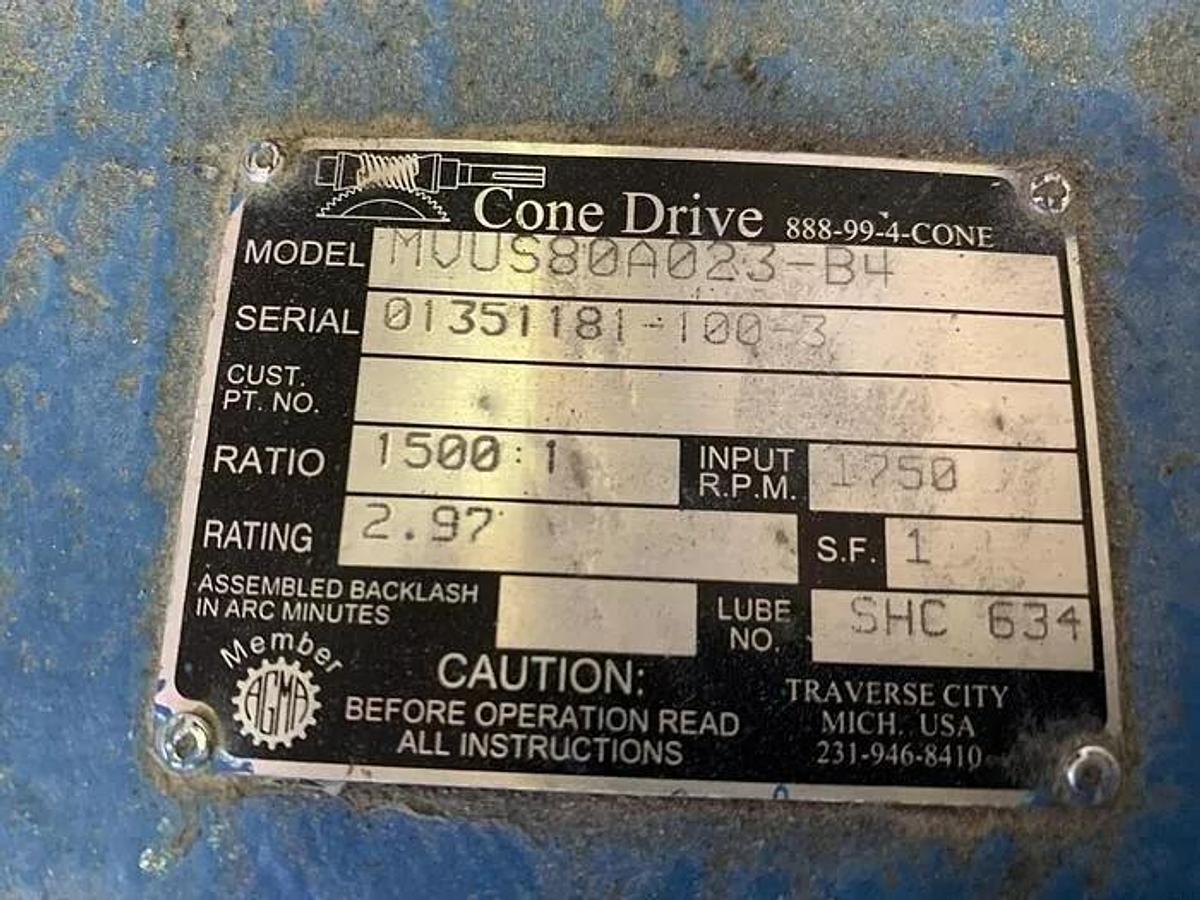 Cone Drive 888-99-4-CONE
MODEL MVUS80A023-B4
SERIAL 01351181-100-3
CUST.
PT. NO.
RATIO 1500:1 INPUT R.P.M. 1750
RATING 2.97 S.F. 1
ASSEMBLED BACKLASH
IN ARC MINUTES
LUBE NO. SHC 634
Member
AGMA
CAUTION:
BEFORE OPERATION READ
ALL INSTRUCTIONS
TRAVERSE CITY
MICH. USA
231-946-8410